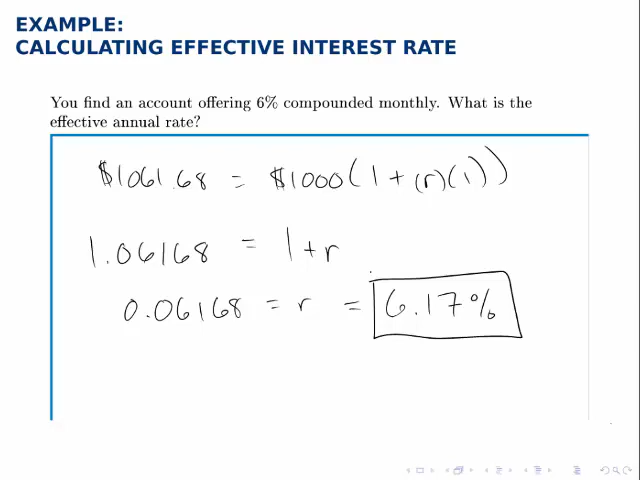 EXAMPLE:
CALCULATING EFFECTIVE INTEREST RATE
You find an account offering 6% compounded monthly. What is the
effective annual rate?
$1061.68 = $1000(1 + (r)(1))
1.06168 = 1 + r
0.06168 = r = 6.17%